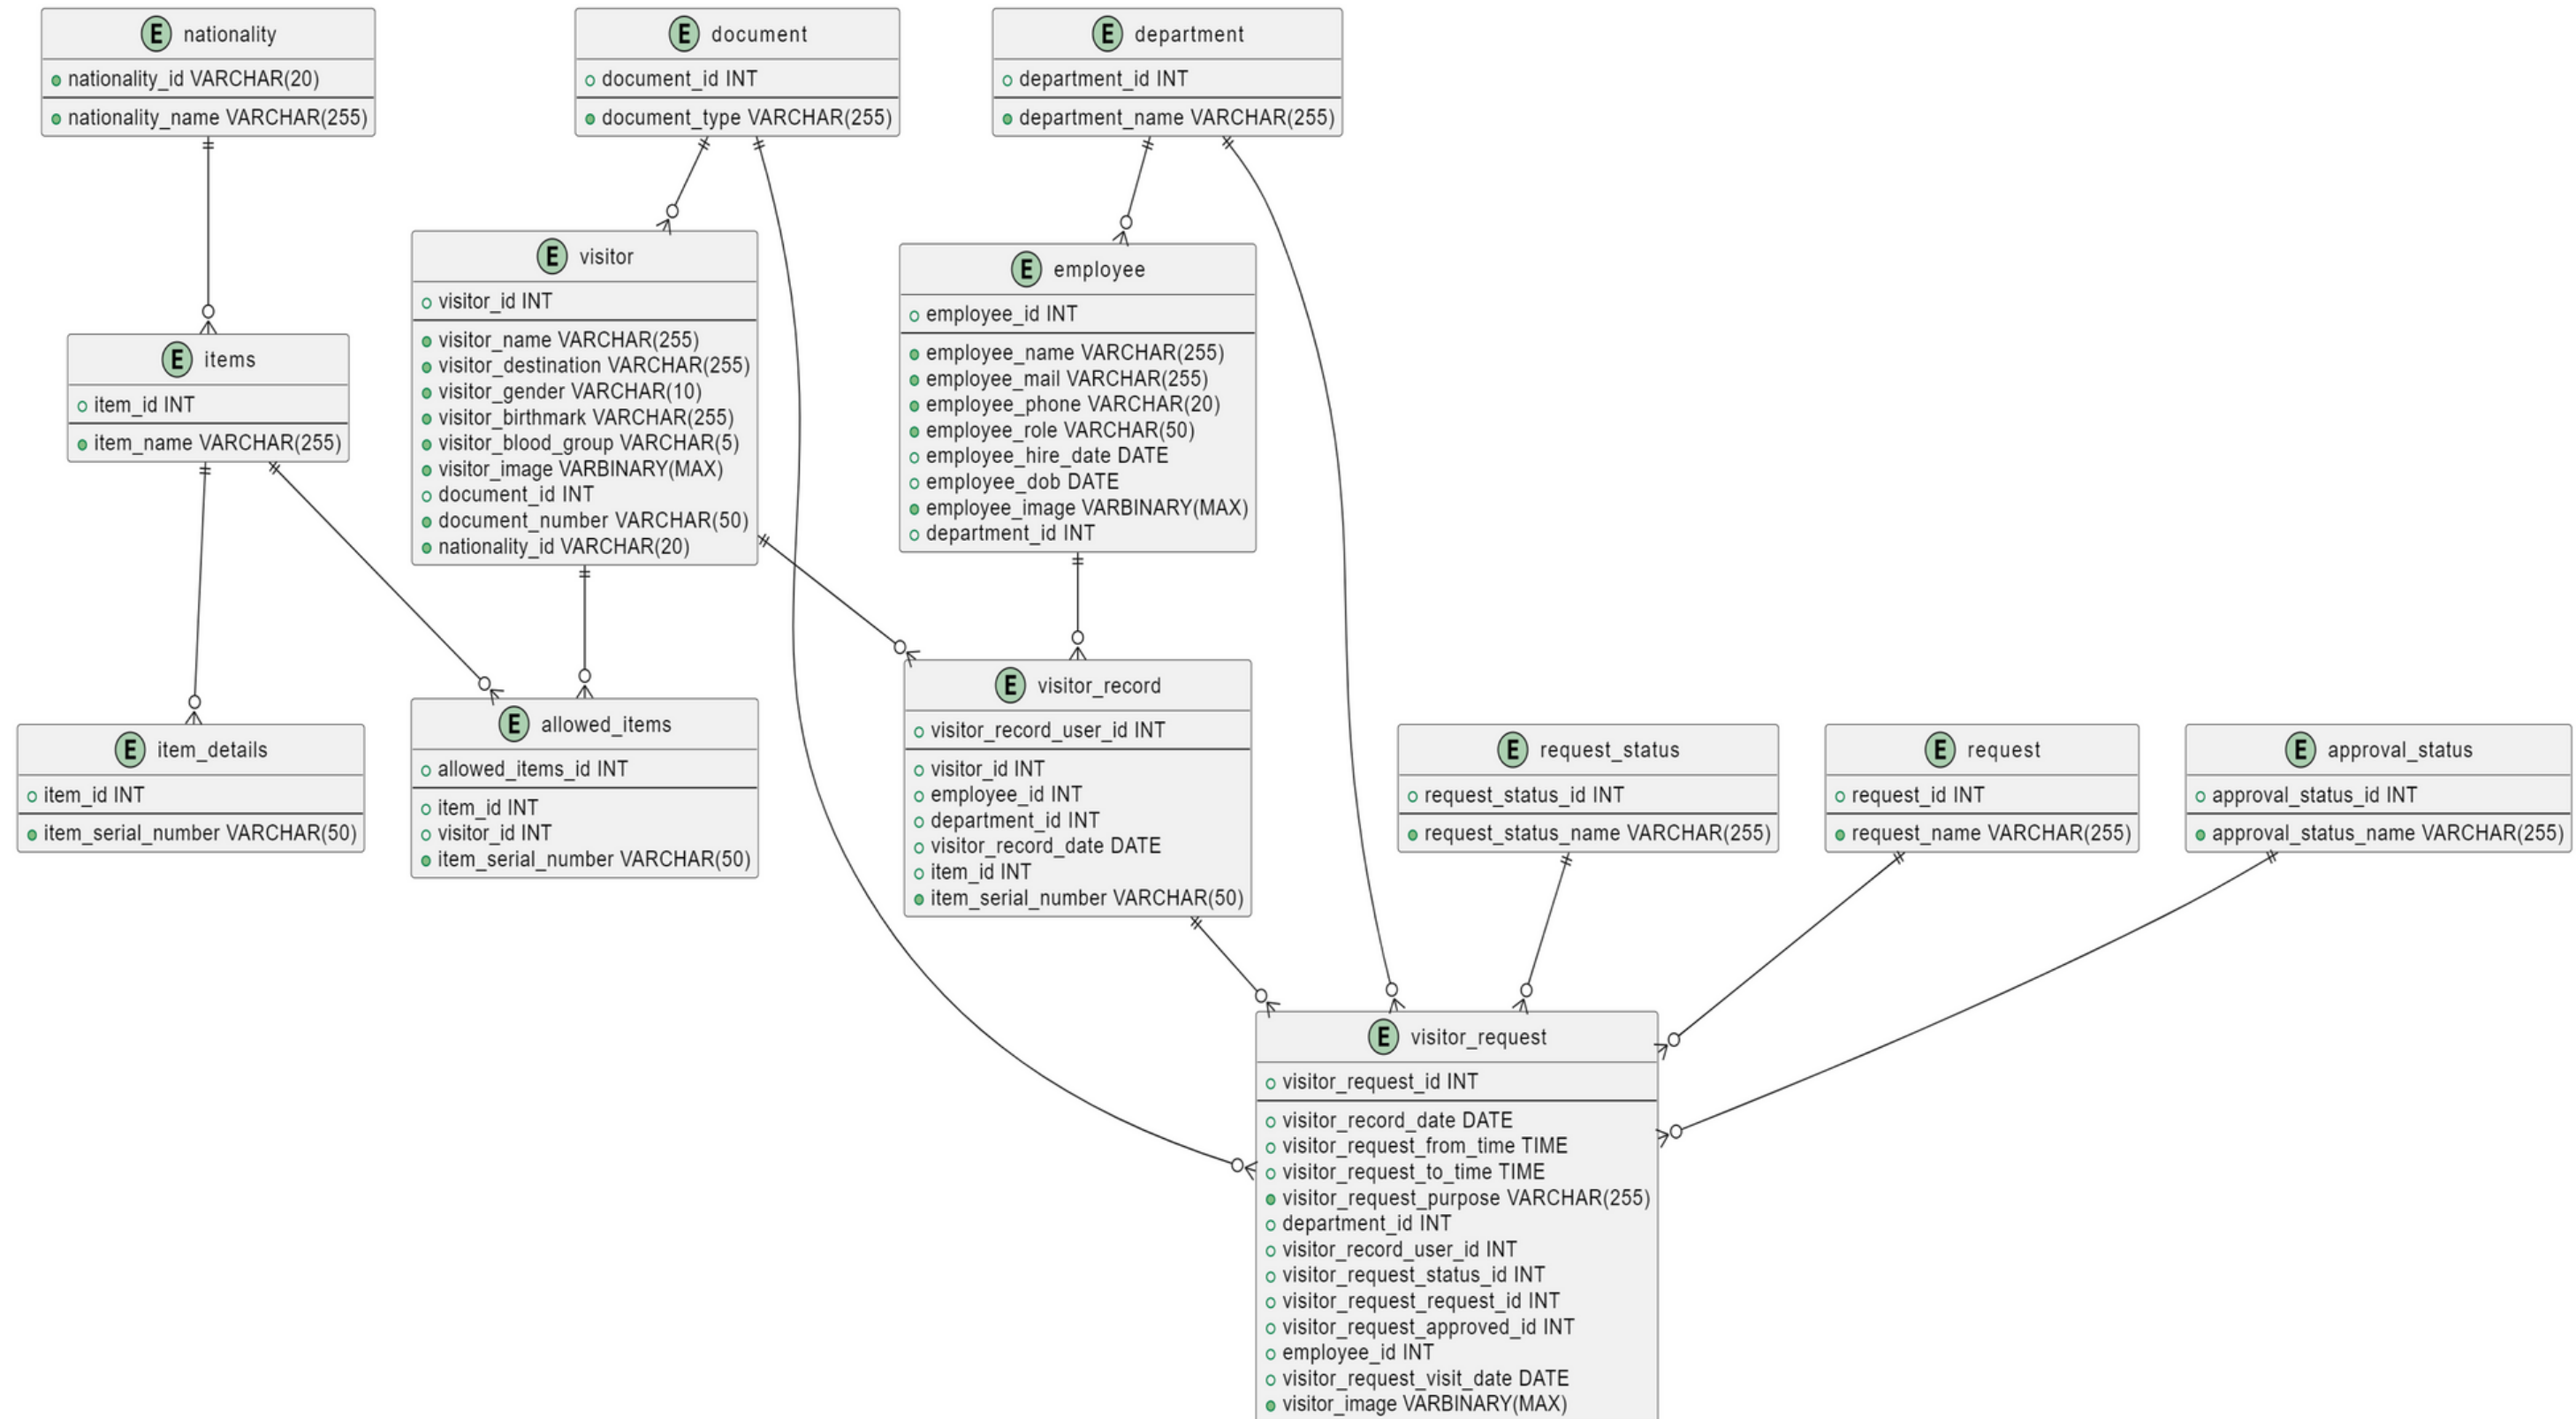 E nationality
nationality_id VARCHAR(20)
nationality_name VARCHAR(255)
E document
document_id INT
document_type VARCHAR(255)
E department
department_id INT
department_name VARCHAR(255)
E items
item_id INT
item_name VARCHAR(255)
E visitor
visitor_id INT
visitor_name VARCHAR(255)
visitor_destination VARCHAR(255)
visitor_gender VARCHAR(10)
visitor_birthmark VARCHAR(255)
visitor_blood_group VARCHAR(5)
visitor_image VARBINARY(MAX)
document_id INT
document_number VARCHAR(50)
nationality_id VARCHAR(20)
E employee
employee_id INT
employee_name VARCHAR(255)
employee_mail VARCHAR(255)
employee_phone VARCHAR(20)
employee_role VARCHAR(50)
employee_hire_date DATE
employee_dob DATE
employee_image VARBINARY(MAX)
department_id INT
E item_details
item_id INT
item_serial_number VARCHAR(50)
E allowed_items
allowed_items_id INT
item_id INT
visitor_id INT
item_serial_number VARCHAR(50)
E visitor_record
visitor_record_user_id INT
visitor_id INT
employee_id INT
department_id INT
visitor_record_date DATE
item_id INT
item_serial_number VARCHAR(50)
E request_status
request_status_id INT
request_status_name VARCHAR(255)
E request
request_id INT
request_name VARCHAR(255)
E approval_status
approval_status_id INT
approval_status_name VARCHAR(255)
E visitor_request
visitor_request_id INT
visitor_record_date DATE
visitor_request_from_time TIME
visitor_request_to_time TIME
visitor_request_purpose VARCHAR(255)
department_id INT
visitor_record_user_id INT
visitor_request_status_id INT
visitor_request_request_id INT
visitor_request_approved_id INT
employee_id INT
visitor_request_visit_date DATE
visitor_image VARBINARY(MAX)